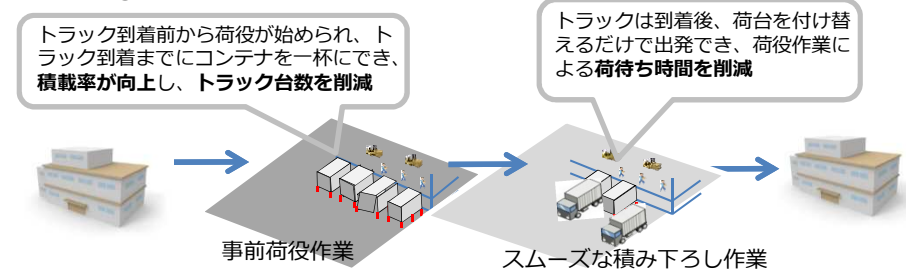 トラック到着前から荷役が始められ、ト
ラック到着までにコンテナを一杯にでき、
積載率が向上し、トラック台数を削減
トラックは到着後、荷台を付け替
えるだけで出発でき、荷役作業に
よる荷待ち時間を削減
事前荷役作業
スムーズな積み下ろし作業